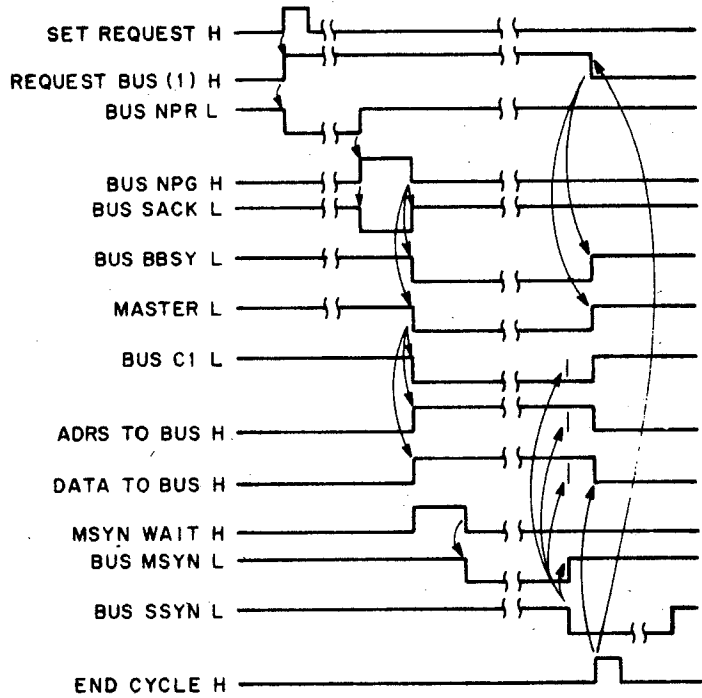 SET REQUEST H
REQUEST BUS (1) H
BUS NPR L
BUS NPG H
BUS SACK L
BUS BBSY L
MASTER L
BUS C1 L
ADRS TO BUS H
DATA TO BUS H
MSYN WAIT H
BUS MSYN L
BUS SSYN L
END CYCLE H